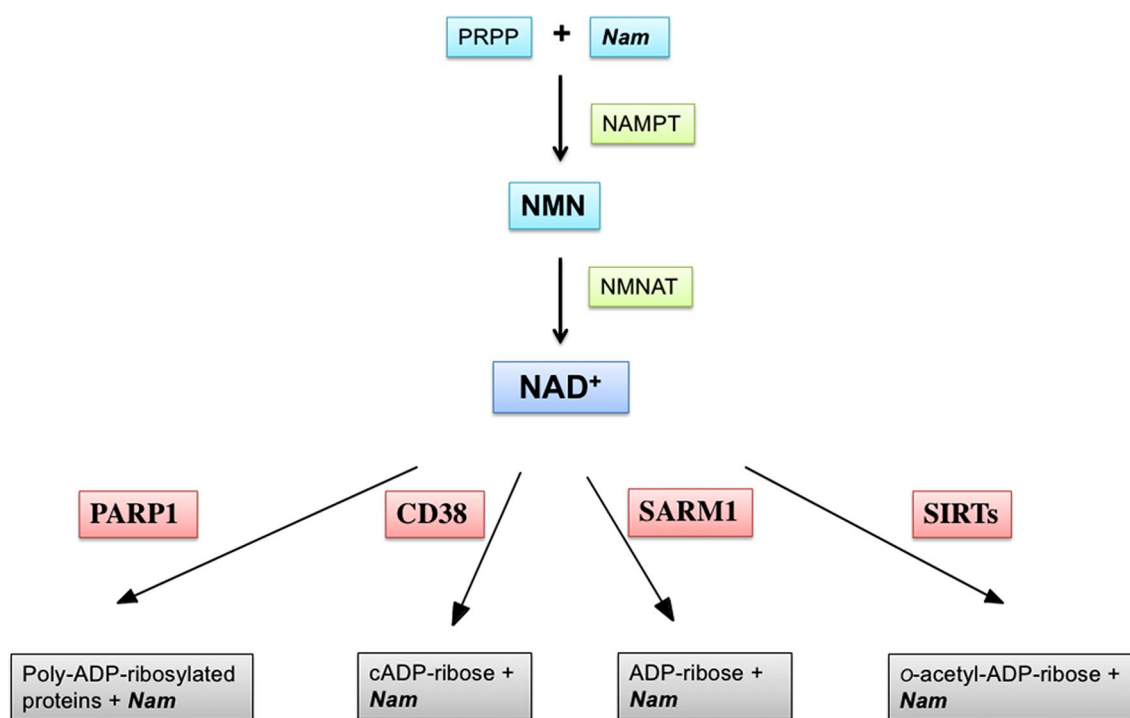 PRPP + Nam
NAMPT
NMN
NMNAT
NAD⁺
PARP1
CD38
SARM1
SIRTs
Poly-ADP-ribosylated
proteins + Nam
cADP-ribose +
Nam
ADP-ribose +
Nam
o-acetyl-ADP-ribose +
Nam